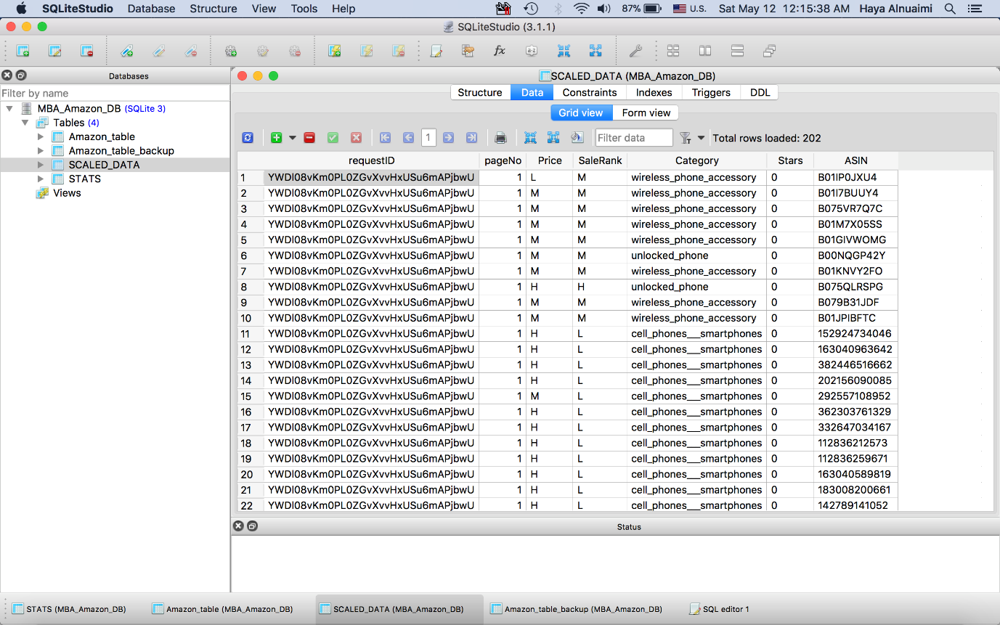 SQLiteStudio Database Structure View Tools Help 87% U.S. Sat May 12 12:15:38 AM Haya Alnuaimi
SQLiteStudio (3.1.1)
Databases
Filter by name
MBA_Amazon_DB (SQLite 3)
Tables (4)
Amazon_table
Amazon_table_backup
SCALED_DATA
STATS
Views
SCALED_DATA (MBA_Amazon_DB)
Structure Data Constraints Indexes Triggers DDL
Grid view Form view
1 Filter data Total rows loaded: 202
requestID pageNo Price SaleRank Category Stars ASIN
1 YWDI08vKm0PL0ZGvXvvHxUSu6mAPjbwU 1 L M wireless_phone_accessory 0 B01IP0JXU4
2 YWDI08vKm0PL0ZGvXvvHxUSu6mAPjbwU 1 M M wireless_phone_accessory 0 B01I7BUUY4
3 YWDI08vKm0PL0ZGvXvvHxUSu6mAPjbwU 1 M M wireless_phone_accessory 0 B075VR7Q7C
4 YWDI08vKm0PL0ZGvXvvHxUSu6mAPjbwU 1 M M wireless_phone_accessory 0 B01M7X05SS
5 YWDI08vKm0PL0ZGvXvvHxUSu6mAPjbwU 1 M M wireless_phone_accessory 0 B01GIVWOMG
6 YWDI08vKm0PL0ZGvXvvHxUSu6mAPjbwU 1 M M unlocked_phone 0 B00NQGP42Y
7 YWDI08vKm0PL0ZGvXvvHxUSu6mAPjbwU 1 M M wireless_phone_accessory 0 B01KNVY2FO
8 YWDI08vKm0PL0ZGvXvvHxUSu6mAPjbwU 1 H H unlocked_phone 0 B075QLRSPG
9 YWDI08vKm0PL0ZGvXvvHxUSu6mAPjbwU 1 M M wireless_phone_accessory 0 B079B31JDF
10 YWDI08vKm0PL0ZGvXvvHxUSu6mAPjbwU 1 M M wireless_phone_accessory 0 B01JPIBFTC
11 YWDI08vKm0PL0ZGvXvvHxUSu6mAPjbwU 1 H L cell_phones___smartphones 0 152924734046
12 YWDI08vKm0PL0ZGvXvvHxUSu6mAPjbwU 1 H L cell_phones___smartphones 0 163040963642
13 YWDI08vKm0PL0ZGvXvvHxUSu6mAPjbwU 1 H L cell_phones___smartphones 0 382446516662
14 YWDI08vKm0PL0ZGvXvvHxUSu6mAPjbwU 1 H L cell_phones___smartphones 0 202156090085
15 YWDI08vKm0PL0ZGvXvvHxUSu6mAPjbwU 1 M L cell_phones___smartphones 0 292557108952
16 YWDI08vKm0PL0ZGvXvvHxUSu6mAPjbwU 1 H L cell_phones___smartphones 0 362303761329
17 YWDI08vKm0PL0ZGvXvvHxUSu6mAPjbwU 1 H L cell_phones___smartphones 0 332647034167
18 YWDI08vKm0PL0ZGvXvvHxUSu6mAPjbwU 1 H L cell_phones___smartphones 0 112836212573
19 YWDI08vKm0PL0ZGvXvvHxUSu6mAPjbwU 1 H L cell_phones___smartphones 0 112836259671
20 YWDI08vKm0PL0ZGvXvvHxUSu6mAPjbwU 1 H L cell_phones___smartphones 0 163040589819
21 YWDI08vKm0PL0ZGvXvvHxUSu6mAPjbwU 1 H L cell_phones___smartphones 0 183008200661
22 YWDI08vKm0PL0ZGvXvvHxUSu6mAPjbwU 1 H L cell_phones___smartphones 0 142789141052
Status
STATS (MBA_Amazon_DB) Amazon_table (MBA_Amazon_DB) SCALED_DATA (MBA_Amazon_DB) Amazon_table_backup (MBA_Amazon_DB) SQL editor 1